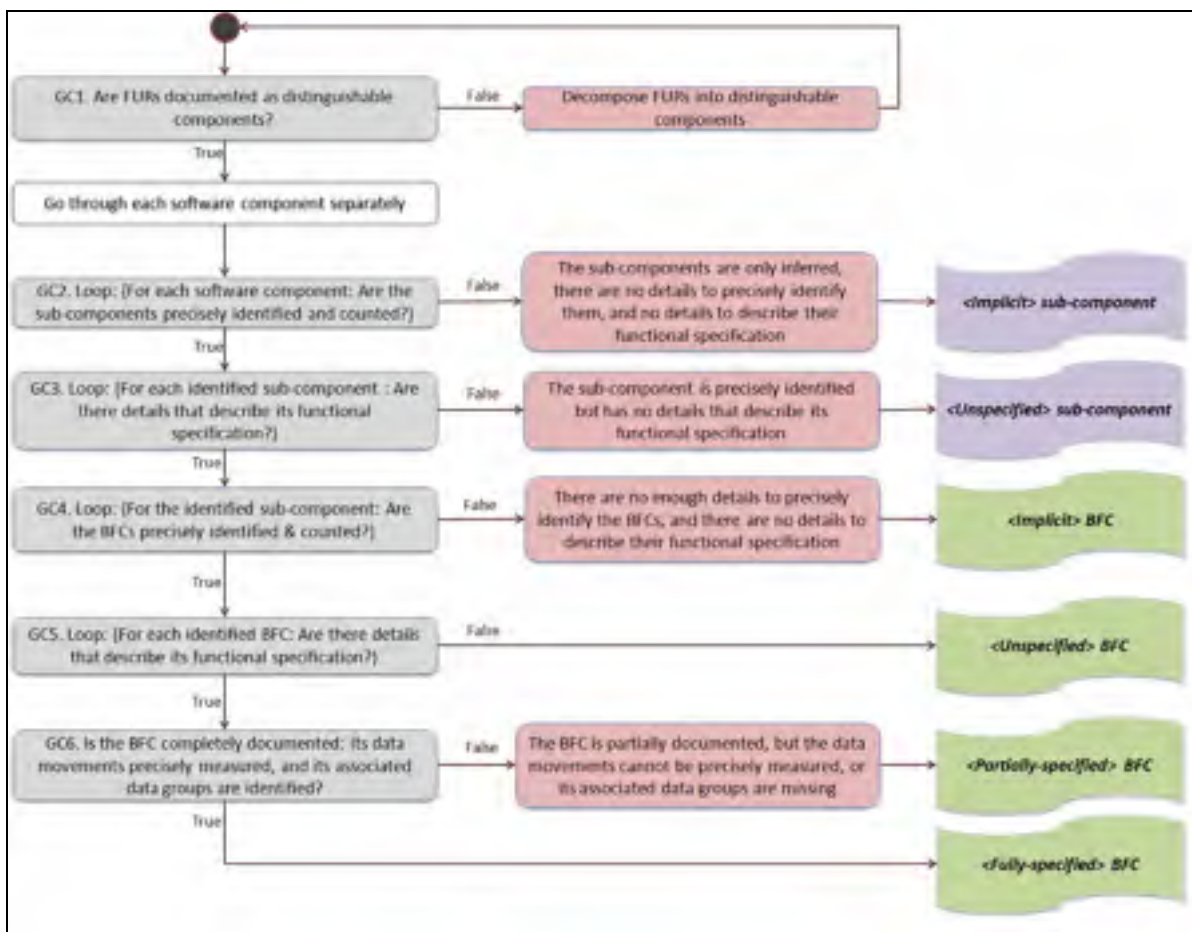 GC1. Are FURs documented as distinguishable
components?
False
Decompose FURs into distinguishable
components
True
Go through each software component separately
GC2. Loop: (For each software component: Are the
sub-components precisely identified and counted?)
False
The sub-components are only inferred,
there are no details to precisely identify
them, and no details to describe their
functional specification
<Implicit> sub-component
True
GC3. Loop: (For each identified sub-component : Are
there details that describe its functional
specification?)
False
The sub-component is precisely identified
but has no details that describe its
functional specification
<Unspecified> sub-component
True
GC4. Loop: (For the identified sub-component: Are
the BFCs precisely identified & counted?)
False
There are no enough details to precisely
identify the BFCs, and there are no details to
describe their functional specification
<Implicit> BFC
True
GC5. Loop: (For each identified BFC: Are there details
that describe its functional specification?)
False
<Unspecified> BFC
True
GC6. Is the BFC completely documented: its data
movements precisely measured, and its associated
data groups are identified?
False
The BFC is partially documented, but the data
movements cannot be precisely measured, or
its associated data groups are missing
<Partially-specified> BFC
True
<Fully-specified> BFC